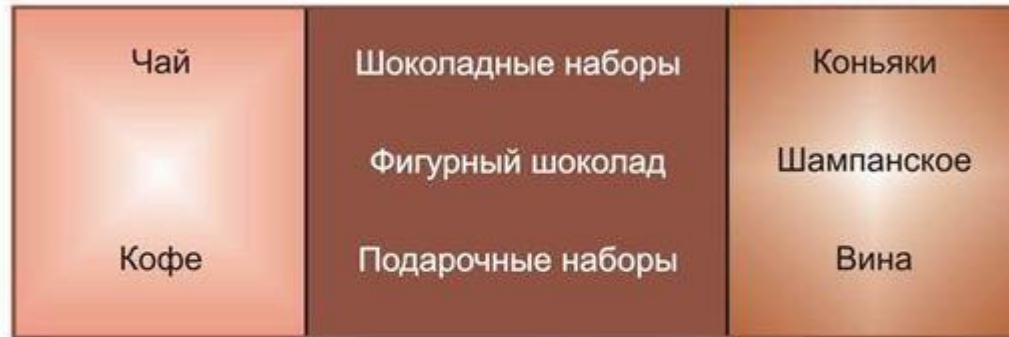 Чай
Кофе
Шоколадные наборы
Фигурный шоколад
Подарочные наборы
Коньяки
Шампанское
Вина